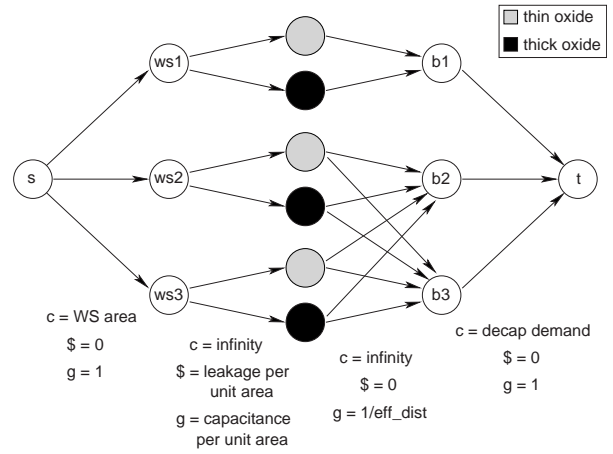 thin oxide
thick oxide
ws1
b1
s
ws2
b2
t
ws3
b3
c = WS area
$ = 0
g = 1
c = infinity
$ = leakage per
unit area
g = capacitance
per unit area
c = infinity
$ = 0
g = 1/eff_dist
c = decap demand
$ = 0
g = 1